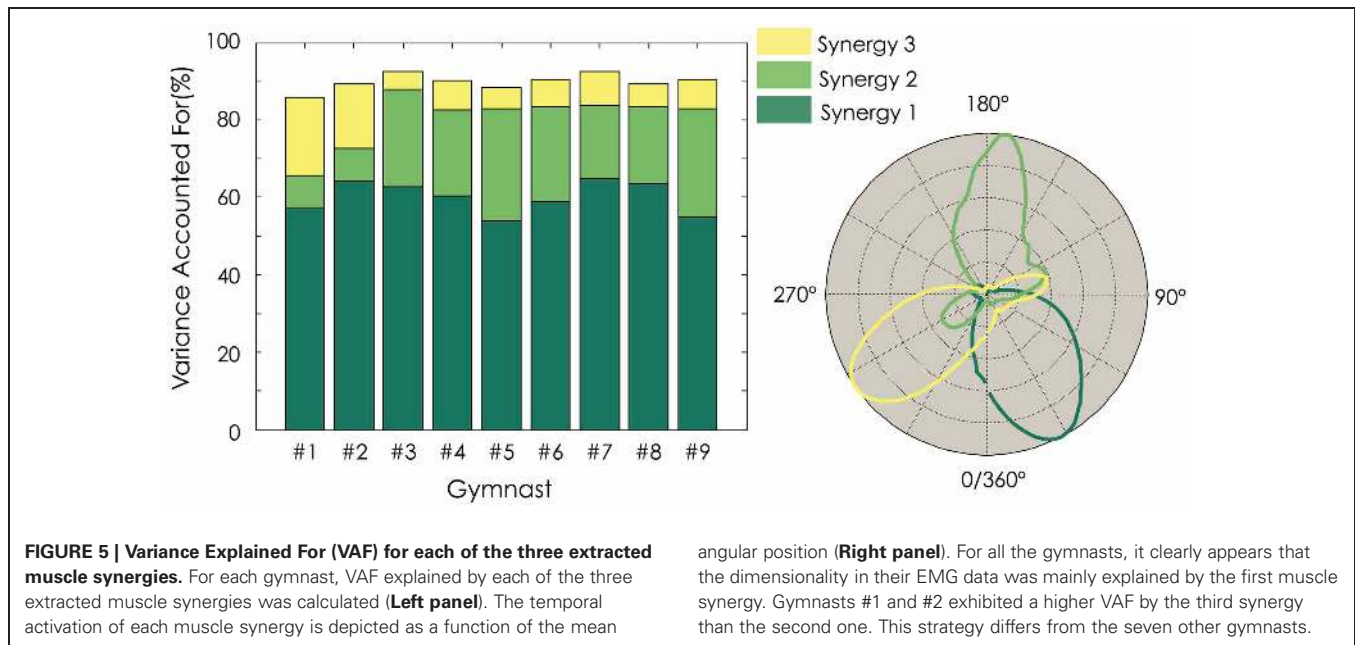 100
80
60
40
20
0
Variance Accounted For(%)
#1 #2 #3 #4 #5 #6 #7 #8 #9
Gymnast
Synergy 3
Synergy 2
Synergy 1
180°
270°
90°
0/360°
FIGURE 5 | Variance Explained For (VAF) for each of the three extracted
muscle synergies. For each gymnast, VAF explained by each of the three
extracted muscle synergies was calculated (Left panel). The temporal
activation of each muscle synergy is depicted as a function of the mean
angular position (Right panel). For all the gymnasts, it clearly appears that
the dimensionality in their EMG data was mainly explained by the first muscle
synergy. Gymnasts #1 and #2 exhibited a higher VAF by the third synergy
than the second one. This strategy differs from the seven other gymnasts.